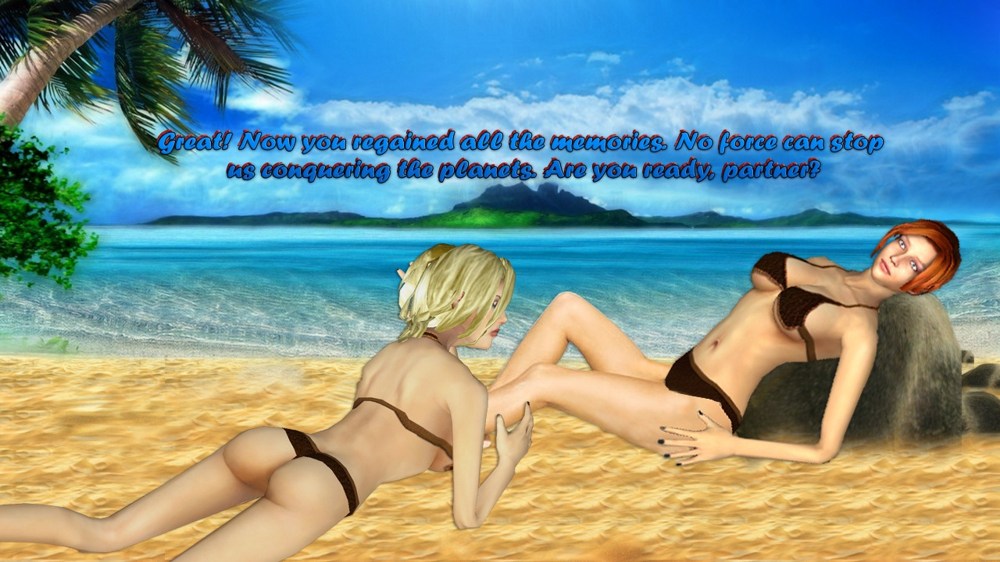 Great! Now you regained all the memories. No force can stop
us conquering the planets. Are you ready, partner?